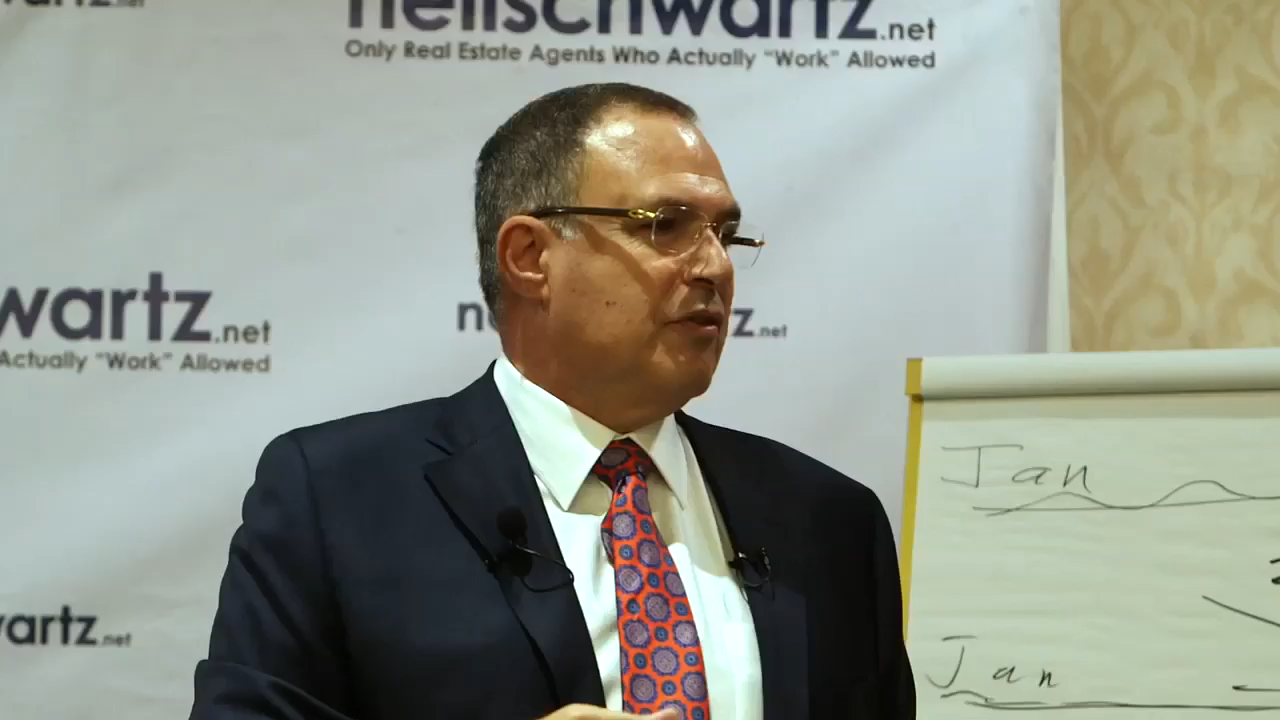 neilschwartz.net
Only Real Estate Agents Who Actually “Work” Allowed
wartz.net
Actually “Work” Allowed
z.net
Jan
Jan
artz.net